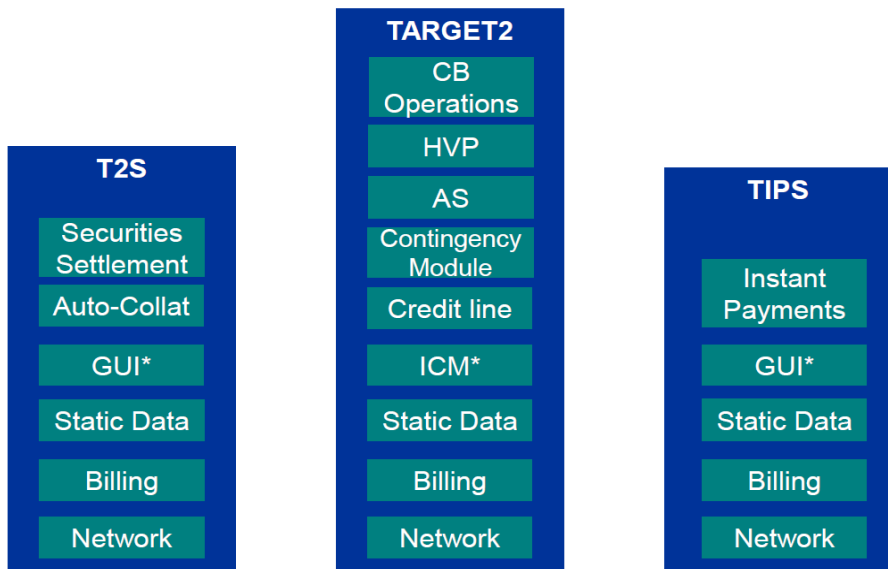 T2S
Securities
Settlement
Auto-Collat
GUI*
Static Data
Billing
Network
TARGET2
CB
Operations
HVP
AS
Contingency
Module
Credit line
ICM*
Static Data
Billing
Network
TIPS
Instant
Payments
GUI*
Static Data
Billing
Network